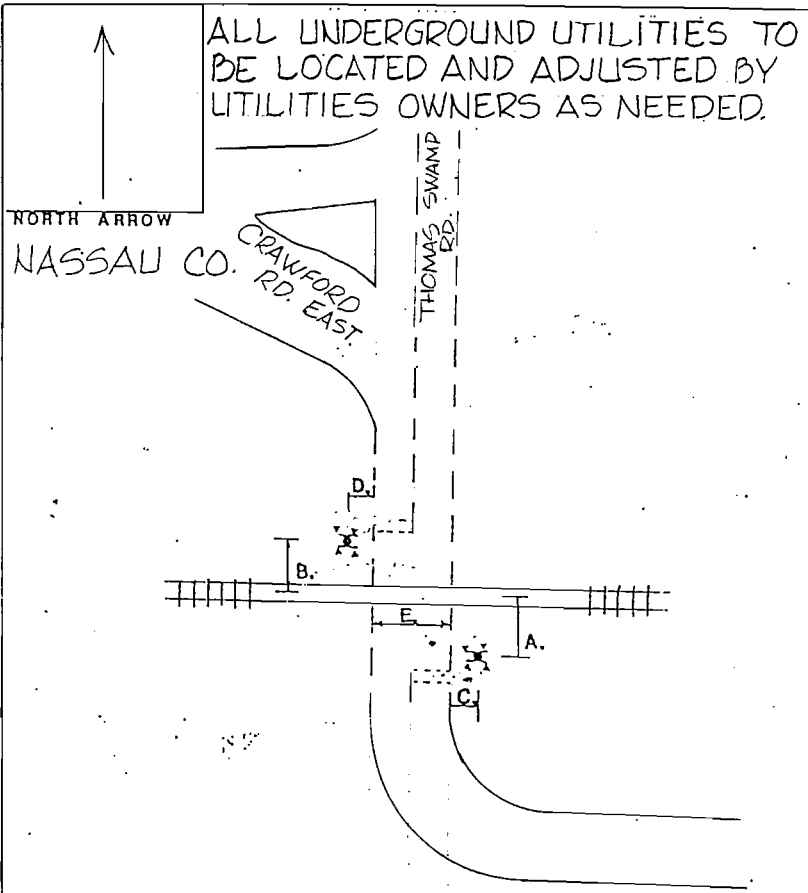 ALL UNDERGROUND UTILITIES TO
BE LOCATED AND ADJUSTED BY
UTILITIES OWNERS AS NEEDED.
NORTH ARROW
NASSAU CO.
CRAWFORD
RD. EAST.
THOMAS SWAMP
RD.
D.
B.
E.
A.
C.